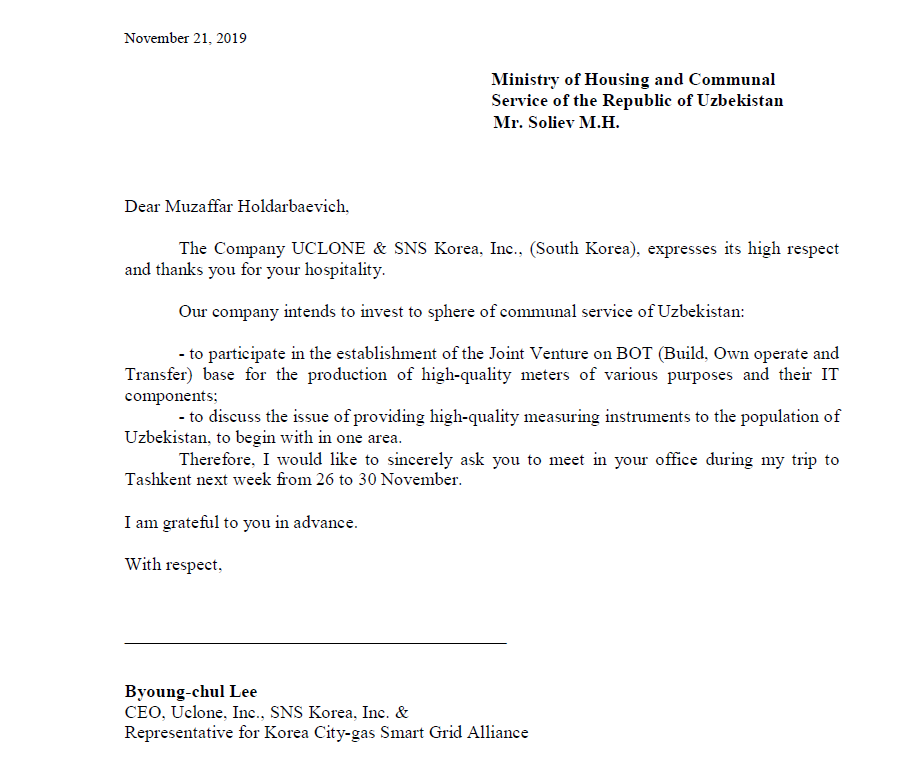 November 21, 2019
Ministry of Housing and Communal
Service of the Republic of Uzbekistan
Mr. Soliev M.H.
Dear Muzaffar Holdarbaevich,
The Company UCLONE & SNS Korea, Inc., (South Korea), expresses its high respect
and thanks you for your hospitality.
Our company intends to invest to sphere of communal service of Uzbekistan:
- to participate in the establishment of the Joint Venture on BOT (Build, Own operate and
Transfer) base for the production of high-quality meters of various purposes and their IT
components;
- to discuss the issue of providing high-quality measuring instruments to the population of
Uzbekistan, to begin with in one area.
Therefore, I would like to sincerely ask you to meet in your office during my trip to
Tashkent next week from 26 to 30 November.
I am grateful to you in advance.
With respect,
Byoung-chul Lee
CEO, Uclone, Inc., SNS Korea, Inc. &
Representative for Korea City-gas Smart Grid Alliance